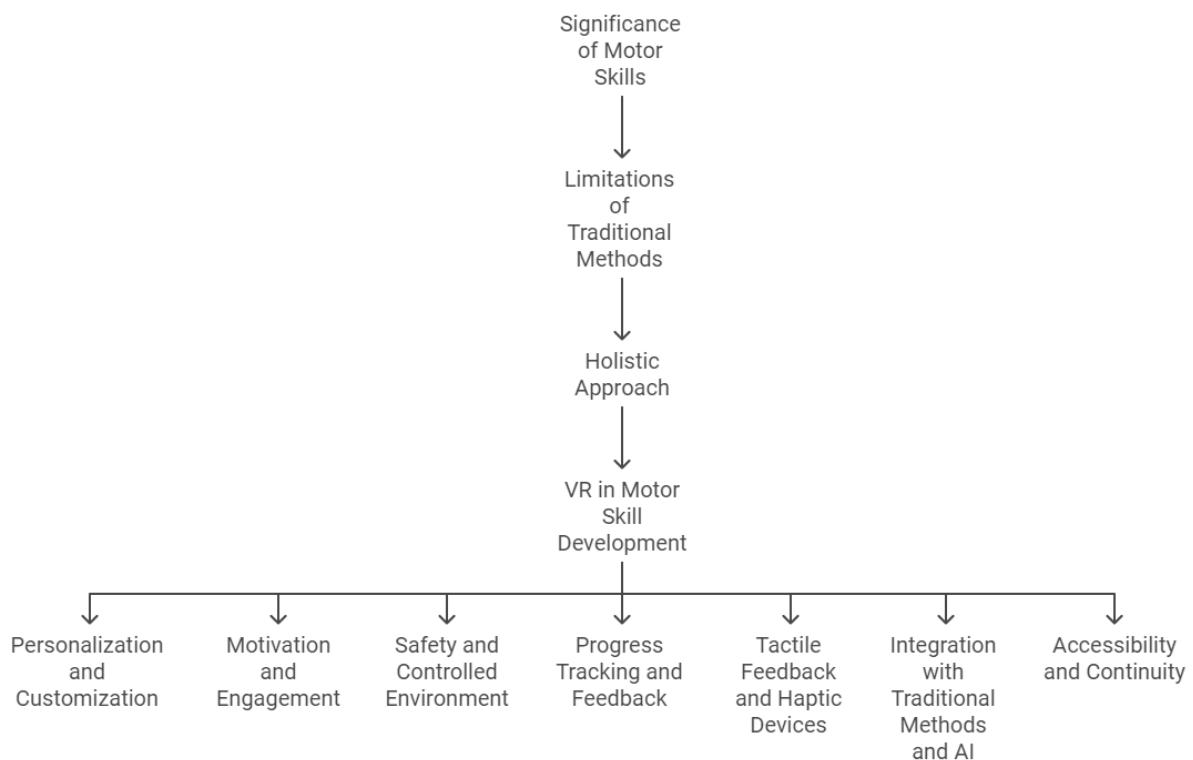 Significance
of Motor
Skills
Limitations
of
Traditional
Methods
Holistic
Approach
VR in Motor
Skill
Development
Personalization
and
Customization
Motivation
and
Engagement
Safety and
Controlled
Environment
Progress
Tracking and
Feedback
Tactile
Feedback
and Haptic
Devices
Integration
with
Traditional
Methods
and AI
Accessibility
and Continuity